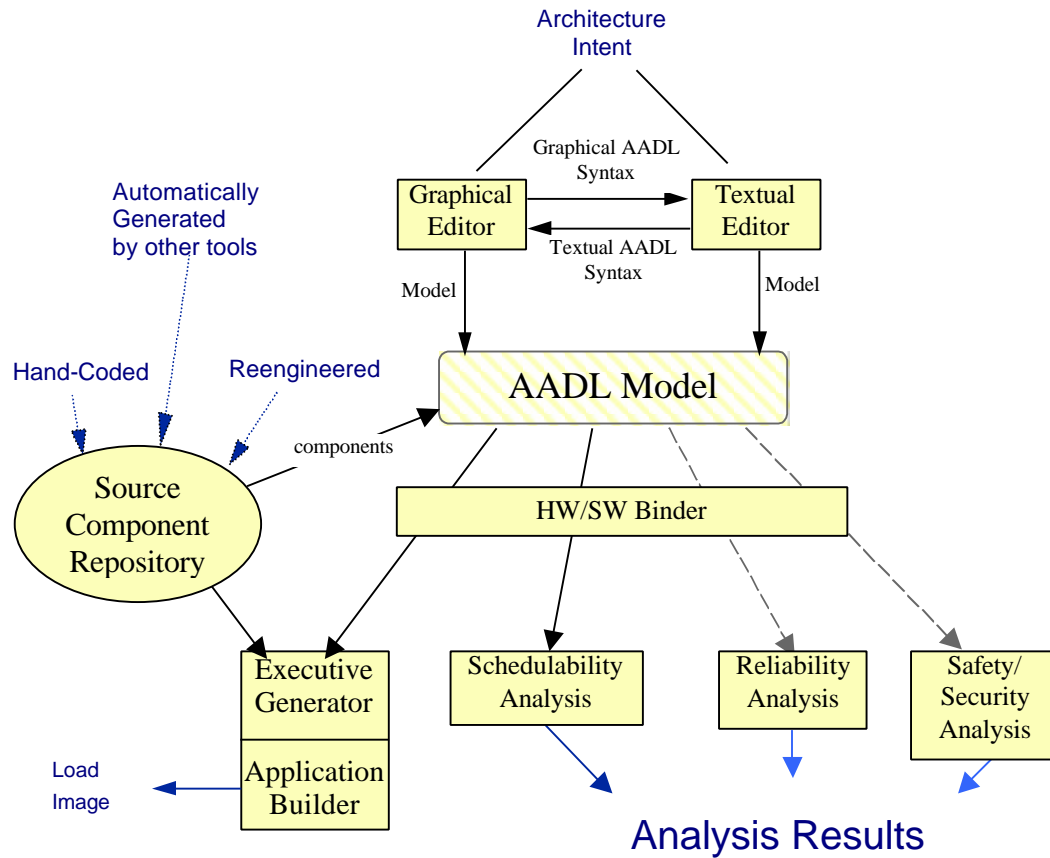 Architecture
Intent
Graphical AADL
Syntax
Automatically
Generated
by other tools
Graphical
Editor
Textual
Editor
Textual AADL
Syntax
Model
Model
Hand-Coded
Reengineered
AADL Model
components
Source
Component
Repository
HW/SW Binder
Executive
Generator
Schedulability
Analysis
Reliability
Analysis
Safety/
Security
Analysis
Load
Image
Application
Builder
Analysis Results